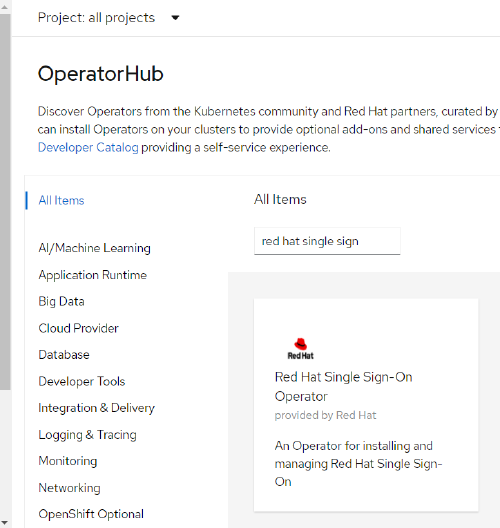 Project: all projects
OperatorHub
Discover Operators from the Kubernetes community and Red Hat partners, curated by
can install Operators on your clusters to provide optional add-ons and shared services
Developer Catalog providing a self-service experience.
All Items
All Items
red hat single sign
AI/Machine Learning
Application Runtime
Big Data
Cloud Provider
Database
Developer Tools
Integration & Delivery
Logging & Tracing
Monitoring
Networking
OpenShift Optional
Red Hat
Red Hat Single Sign-On
Operator
provided by Red Hat
An Operator for installing and
managing Red Hat Single Sign-
On